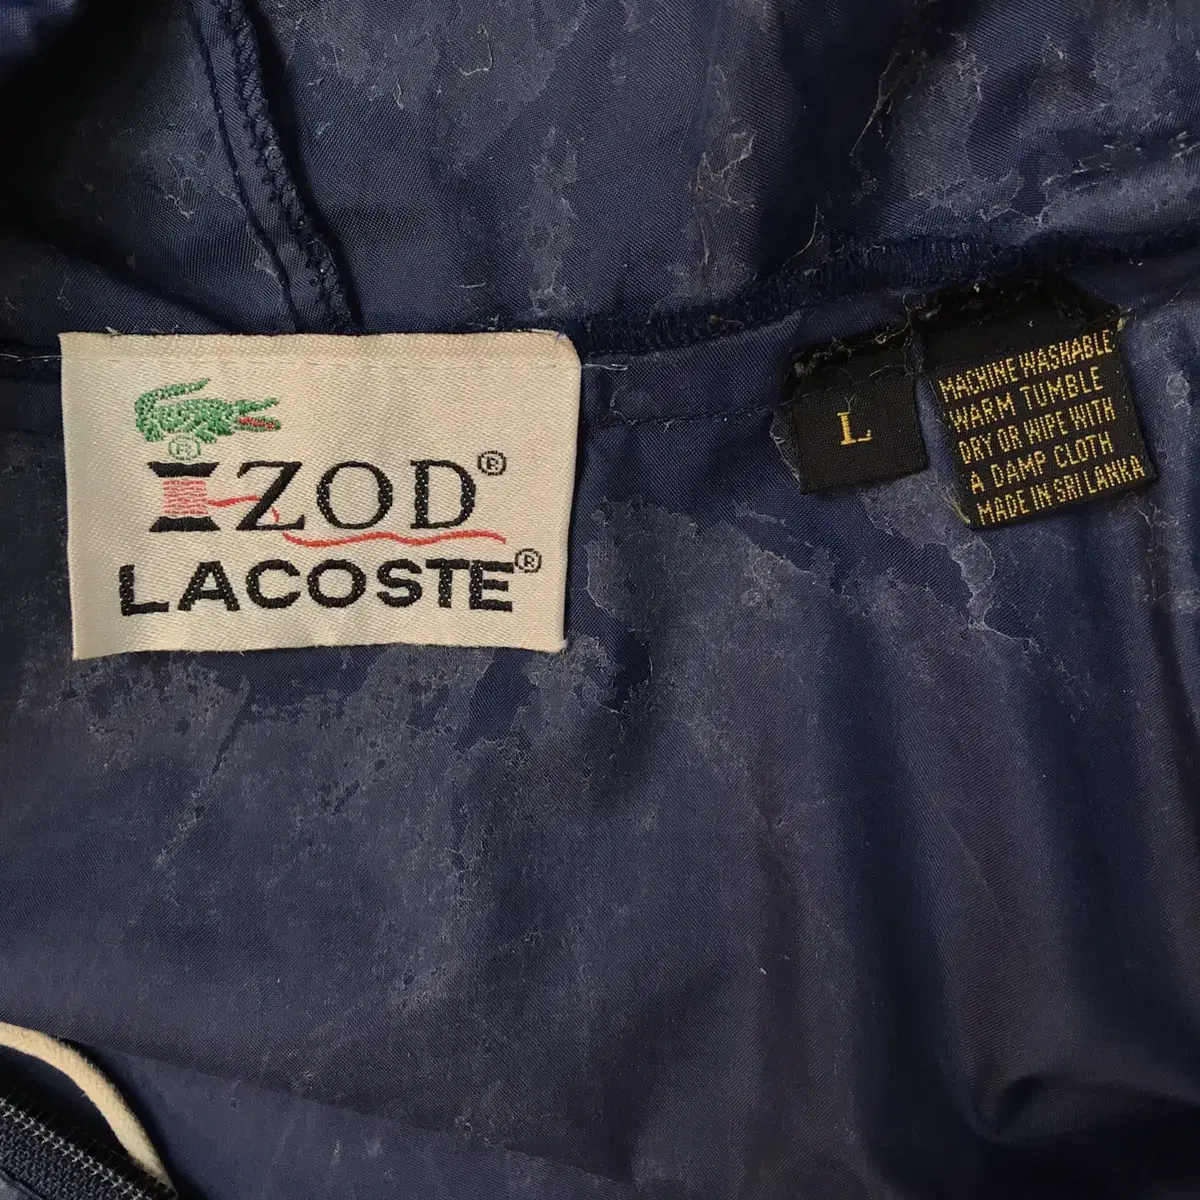 IZOD®
LACOSTE®
®
L
MACHINE WASHABLE
WARM TUMBLE
DRY OR WIPE WITH
A DAMP CLOTH
MADE IN SRI LANKA